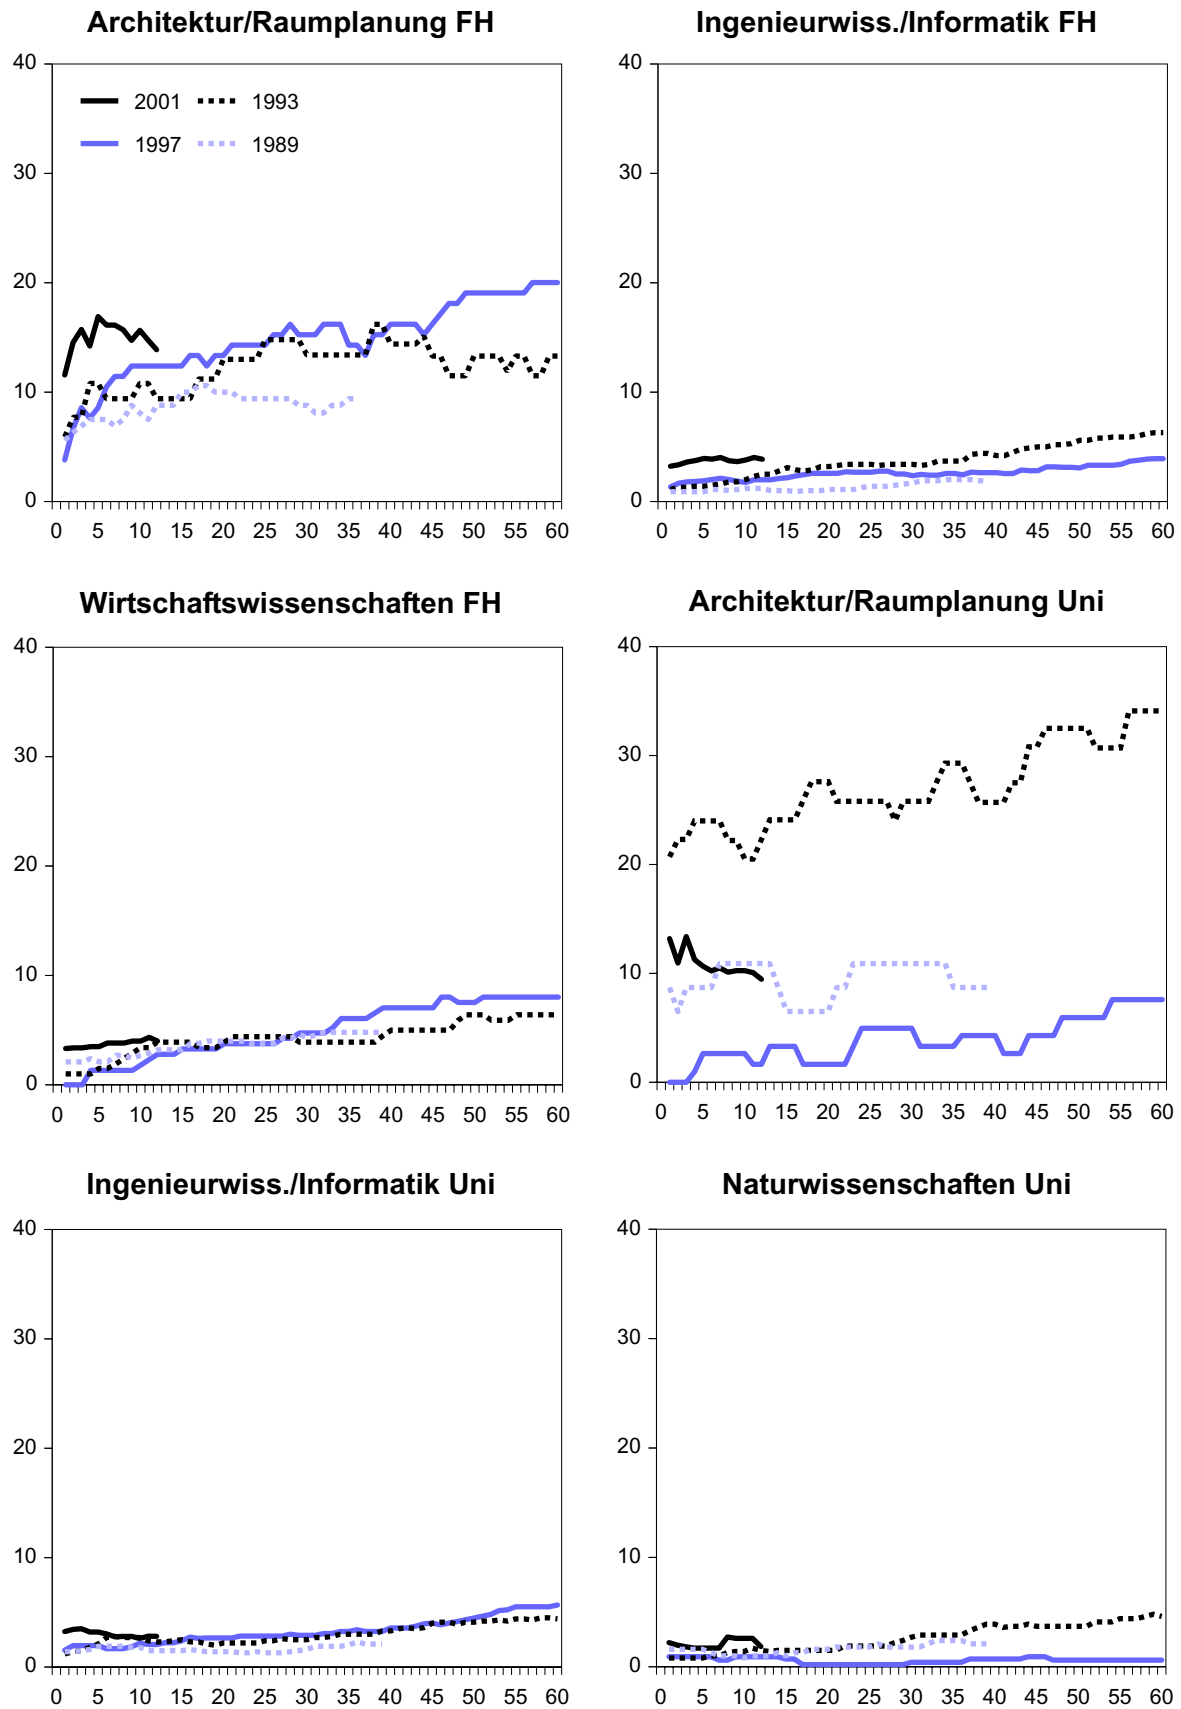 Architektur/Raumplanung FH
40
30
20
10
0
2001 1993
1997 1989
0 5 10 15 20 25 30 35 40 45 50 55 60
Ingenieurwiss./Informatik FH
40
30
20
10
0
0 5 10 15 20 25 30 35 40 45 50 55 60
Wirtschaftswissenschaften FH
40
30
20
10
0
0 5 10 15 20 25 30 35 40 45 50 55 60
Architektur/Raumplanung Uni
40
30
20
10
0
0 5 10 15 20 25 30 35 40 45 50 55 60
Ingenieurwiss./Informatik Uni
40
30
20
10
0
0 5 10 15 20 25 30 35 40 45 50 55 60
Naturwissenschaften Uni
40
30
20
10
0
0 5 10 15 20 25 30 35 40 45 50 55 60